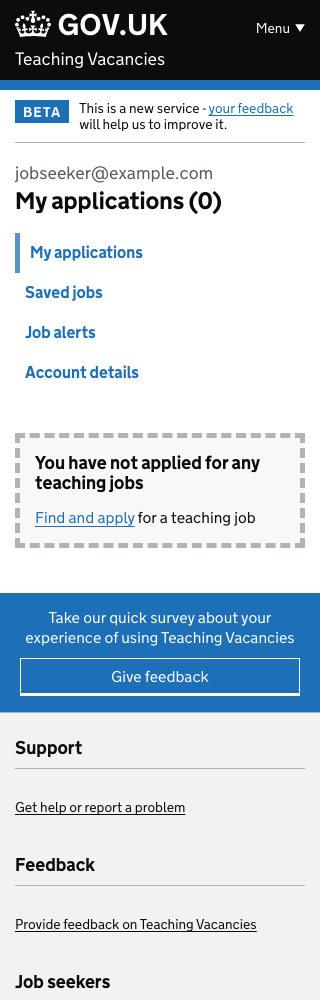 GOV.UK
Menu ▼
Teaching Vacancies
BETA
This is a new service - your feedback
will help us to improve it.
jobseeker@example.com
My applications (0)
My applications
Saved jobs
Job alerts
Account details
You have not applied for any
teaching jobs
Find and apply for a teaching job
Take our quick survey about your
experience of using Teaching Vacancies
Give feedback
Support
Get help or report a problem
Feedback
Provide feedback on Teaching Vacancies
Job seekers